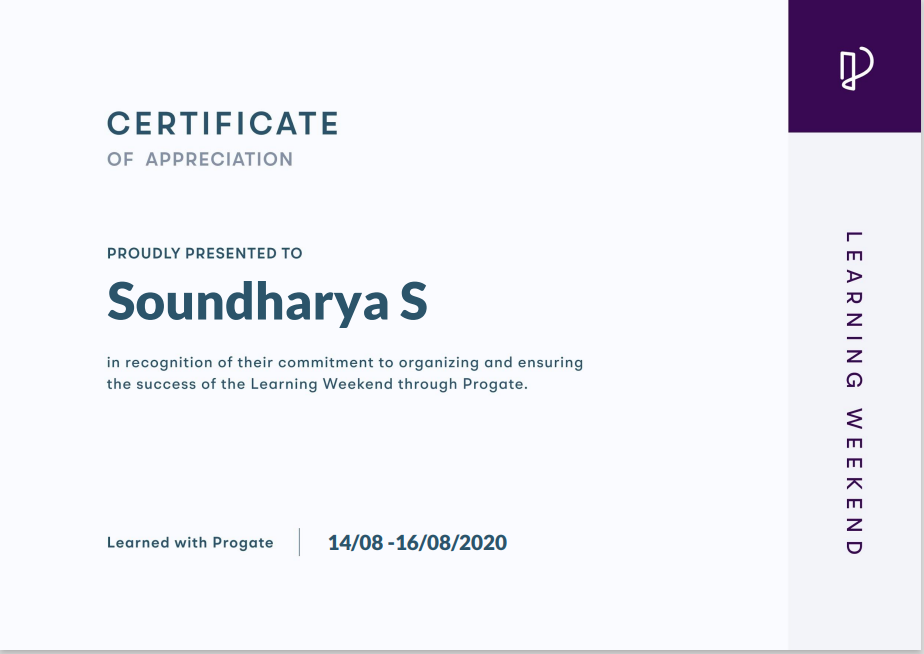 CERTIFICATE
OF APPRECIATION
PROUDLY PRESENTED TO
Soundharya S
in recognition of their commitment to organizing and ensuring
the success of the Learning Weekend through Progate.
Learned with Progate
14/08 -16/08/2020
LEARNING WEEKEND